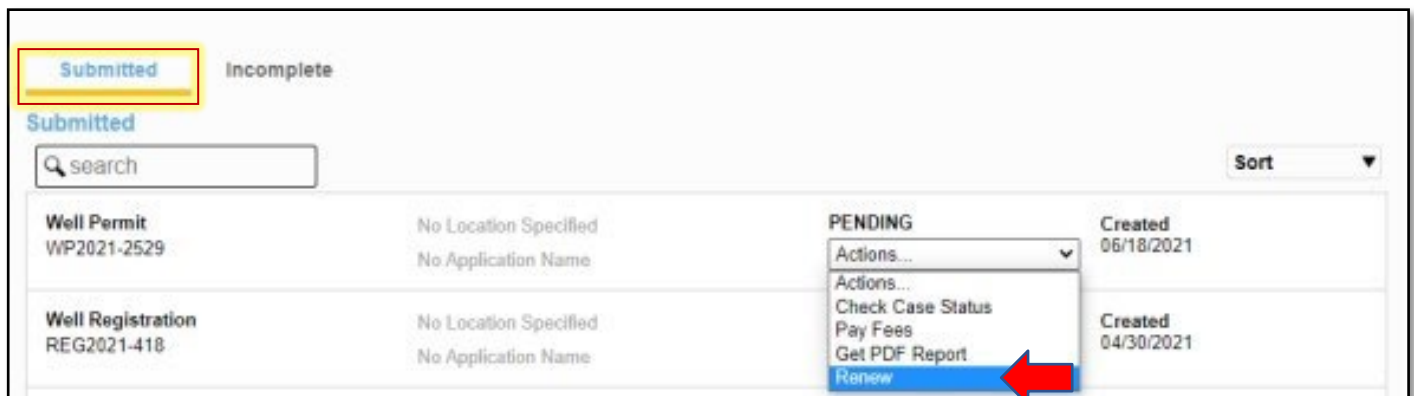 Submitted Incomplete
Submitted
search
Sort
Well Permit
WP2021-2529
No Location Specified
No Application Name
PENDING
Actions...
Created
06/18/2021
Actions...
Check Case Status
Pay Fees
Get PDF Report
Renew
Well Registration
REG2021-418
No Location Specified
No Application Name
Created
04/30/2021